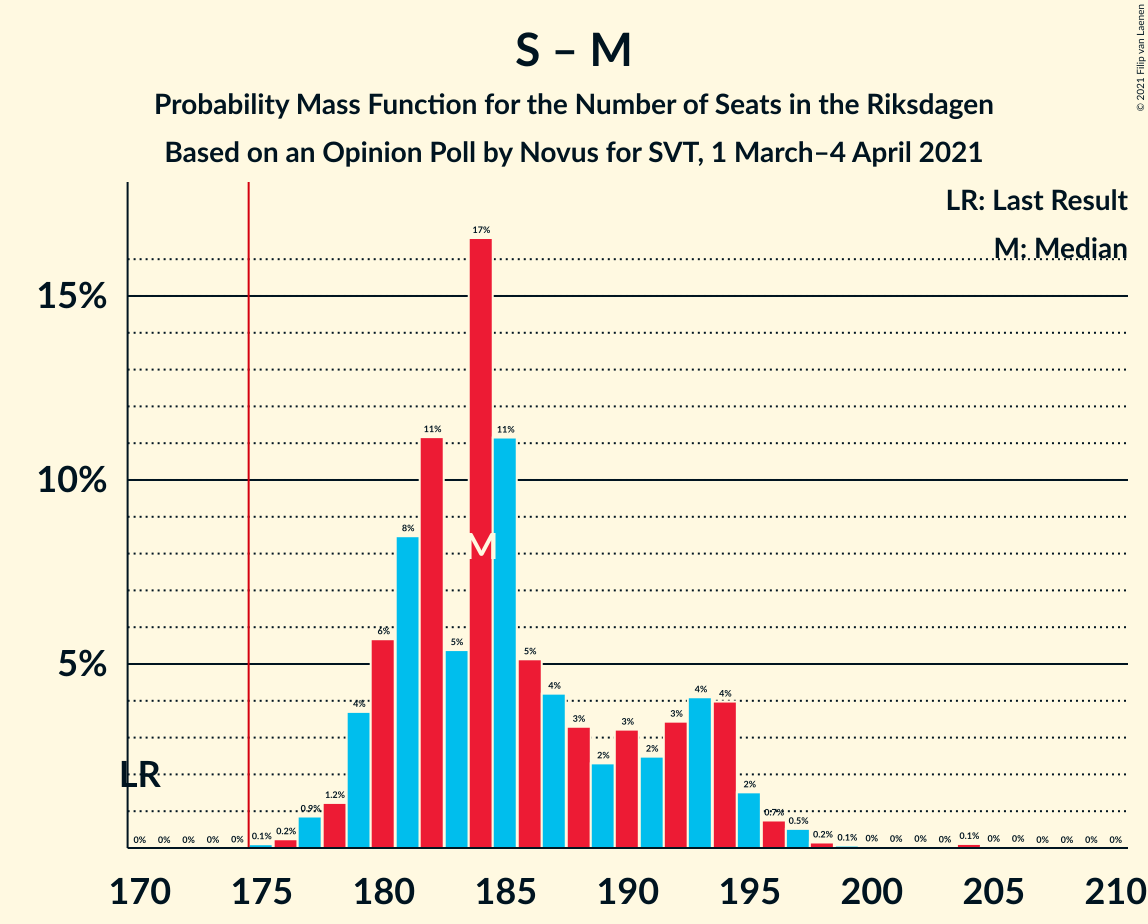 S – M
Probability Mass Function for the Number of Seats in the Riksdagen
Based on an Opinion Poll by Novus for SVT, 1 March–4 April 2021
© 2021 Filip van Laenen
LR: Last Result
M: Median
15%
10%
5%
0% 0% 0% 0% 0% 0.1% 0.2% 0.9% 1.2% 4% 6% 8% 11% 5% 17% 11% 5% 4% 3% 2% 3% 2% 3% 4% 4% 2% 0.7% 0.5% 0.2% 0.1% 0% 0% 0% 0% 0.1% 0% 0% 0% 0% 0% 0%
M
LR
170 175 180 185 190 195 200 205 210